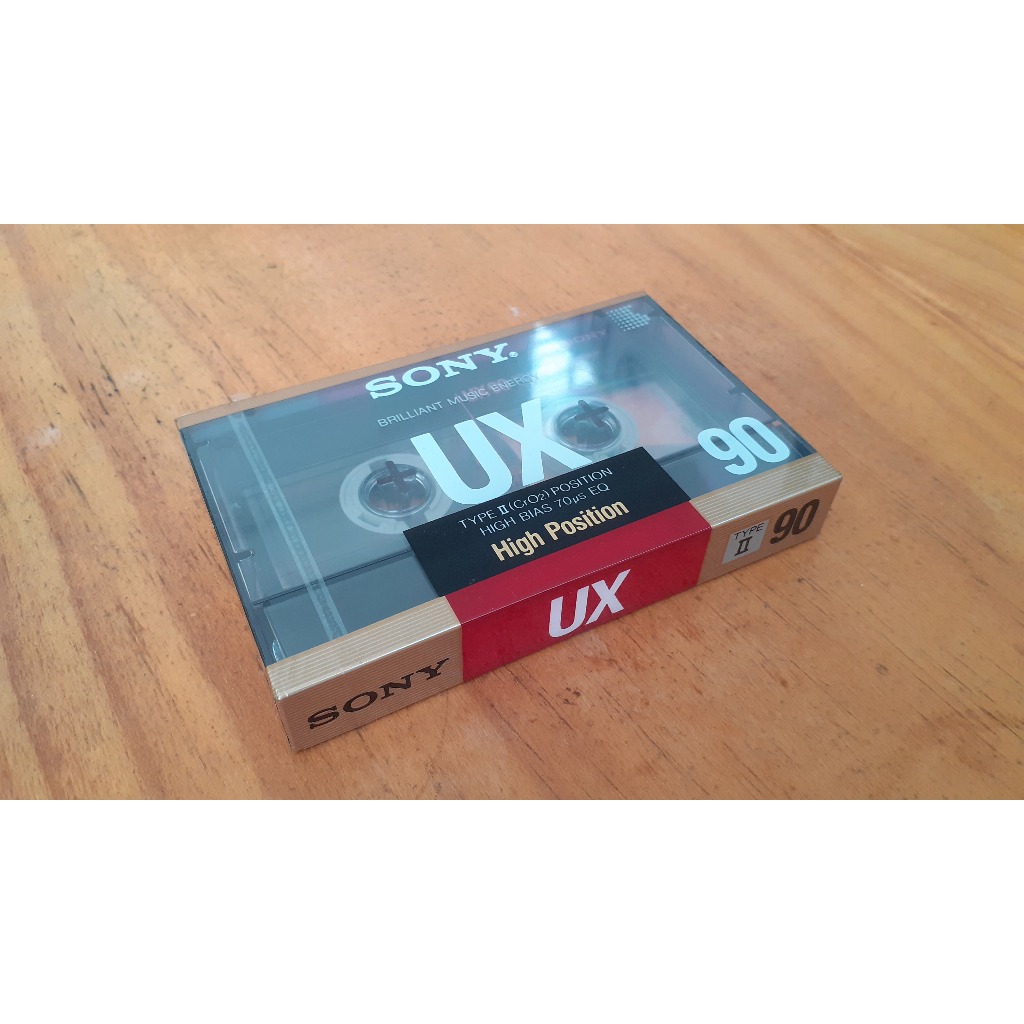 SONY®
BRILLIANT MUSIC ENERGY
UX
90
TYPE II (CrO2) POSITION
HIGH BIAS 70μs EQ
High Position
SONY
UX
TYPE II
90